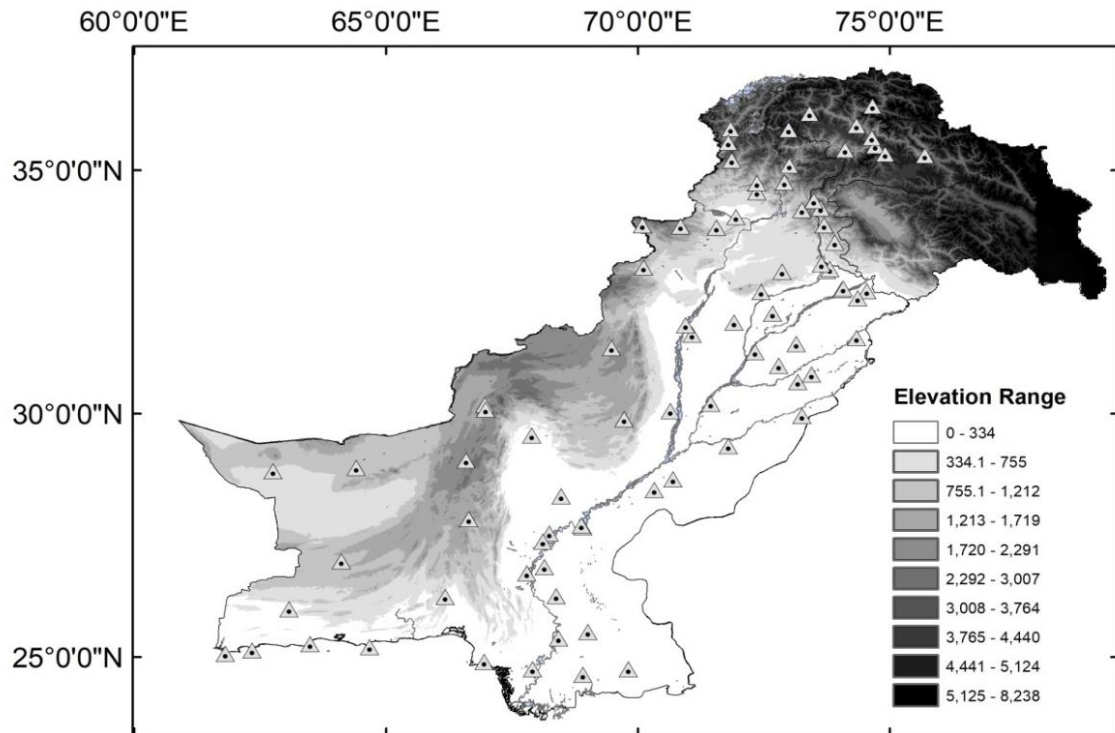 60°0'0"E 65°0'0"E 70°0'0"E 75°0'0"E
35°0'0"N
30°0'0"N
25°0'0"N
Elevation Range
0 - 334
334.1 - 755
755.1 - 1,212
1,213 - 1,719
1,720 - 2,291
2,292 - 3,007
3,008 - 3,764
3,765 - 4,440
4,441 - 5,124
5,125 - 8,238